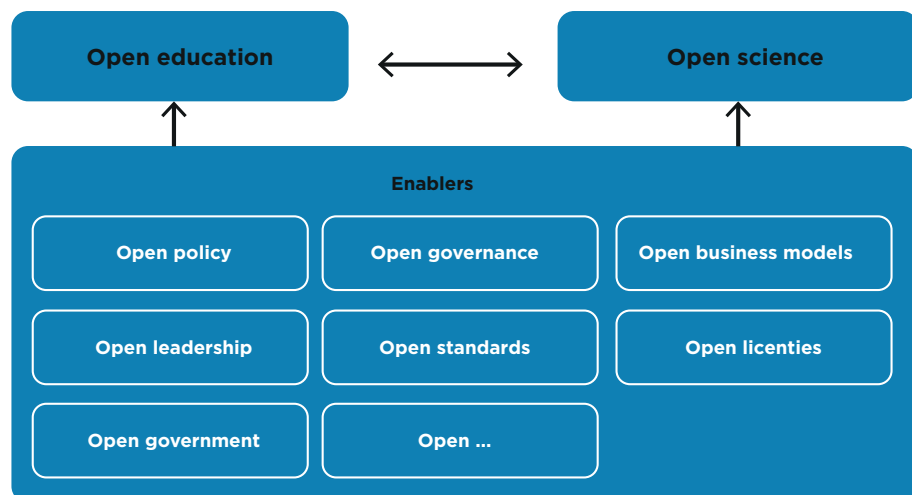 Open education
Open science
Enablers
Open policy
Open governance
Open business models
Open leadership
Open standards
Open licenties
Open government
Open ...